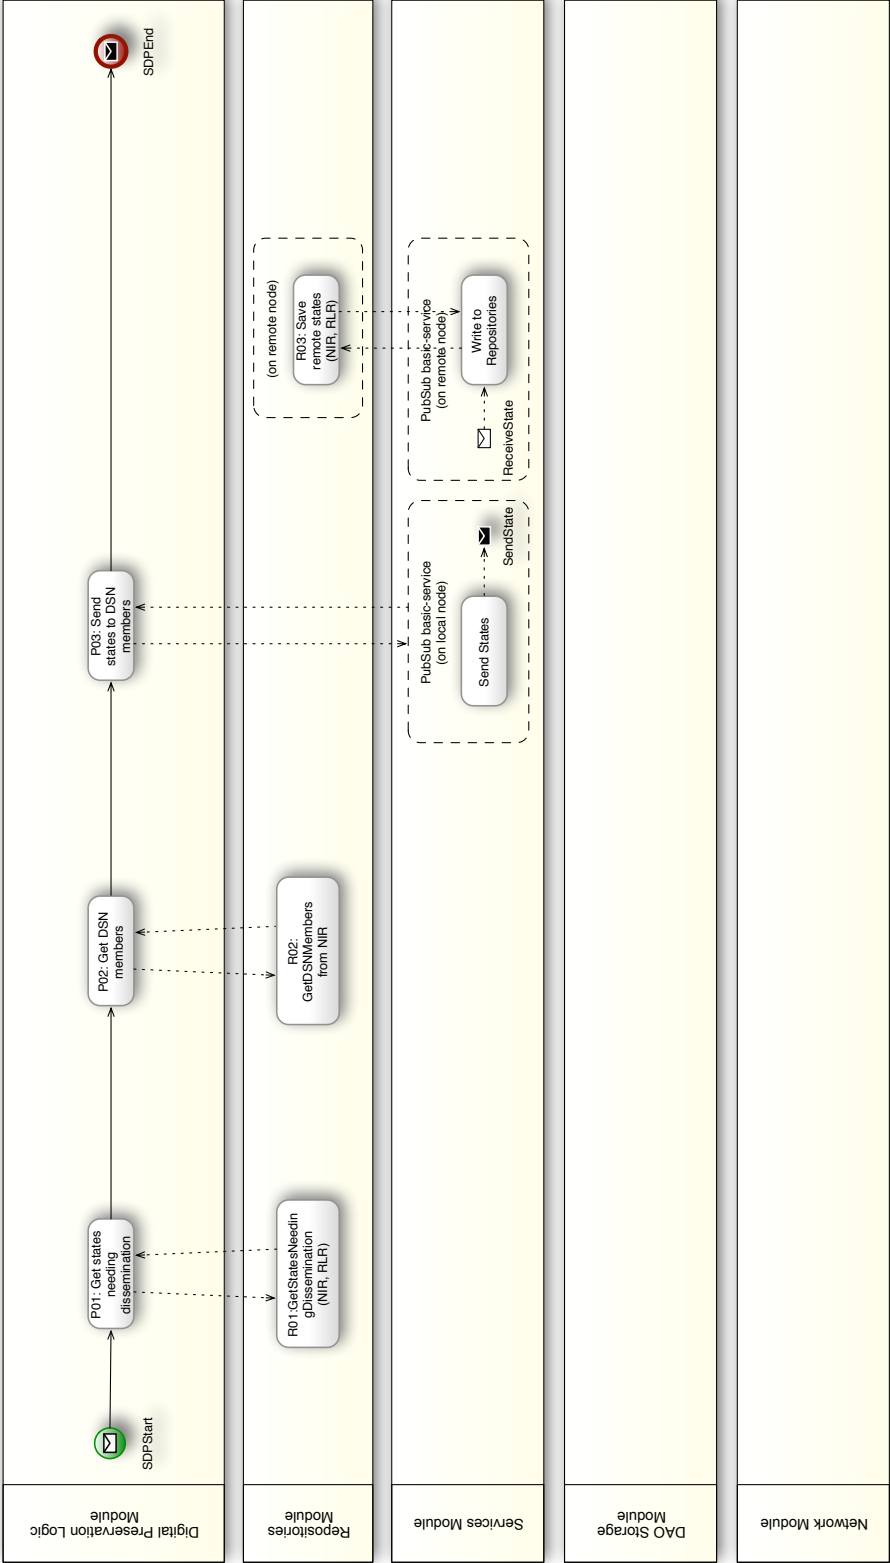 Digital Preservation Logic
Module
SDPStart
P01: Get states
needing
dissemination
P02: Get DSN
members
P03: Send
states to DSN
members
SDPEnd
Repositories
Module
R01:GetStatesNeedin
gDissemination
(NIR, RLR)
R02:
GetDSNMembers
from NIR
(on remote node)
R03: Save
remote states
(NIR, RLR)
Services Module
PubSub basic-service
(on local node)
Send States
SendState
PubSub basic-service
(on remote node)
ReceiveState
Write to
Repositories
DAO Storage
Module
Network Module